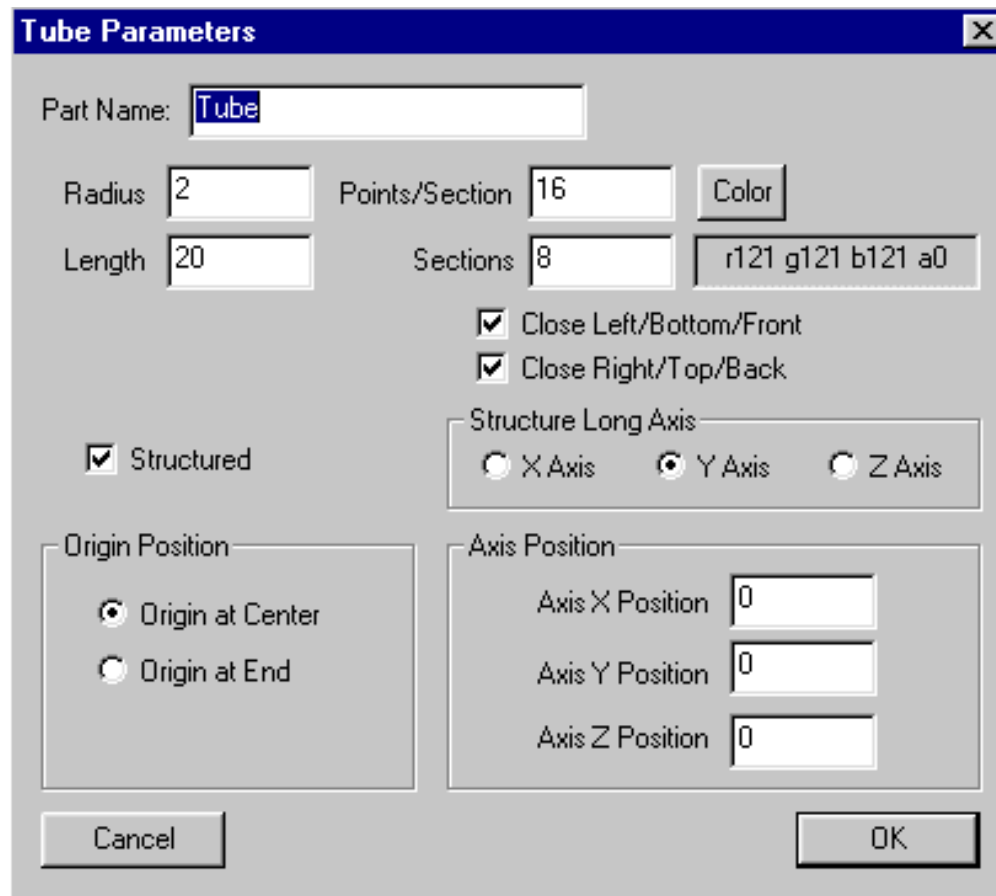 Tube Parameters
Part Name: Tube
Radius 2 Points/Section 16 Color
Length 20 Sections 8 r121 g121 b121 a0
Close Left/Bottom/Front
Close Right/Top/Back
Structure Long Axis
Structured X Axis Y Axis Z Axis
Origin Position Axis Position
Origin at Center Axis X Position 0
Origin at End Axis Y Position 0
Axis Z Position 0
Cancel OK